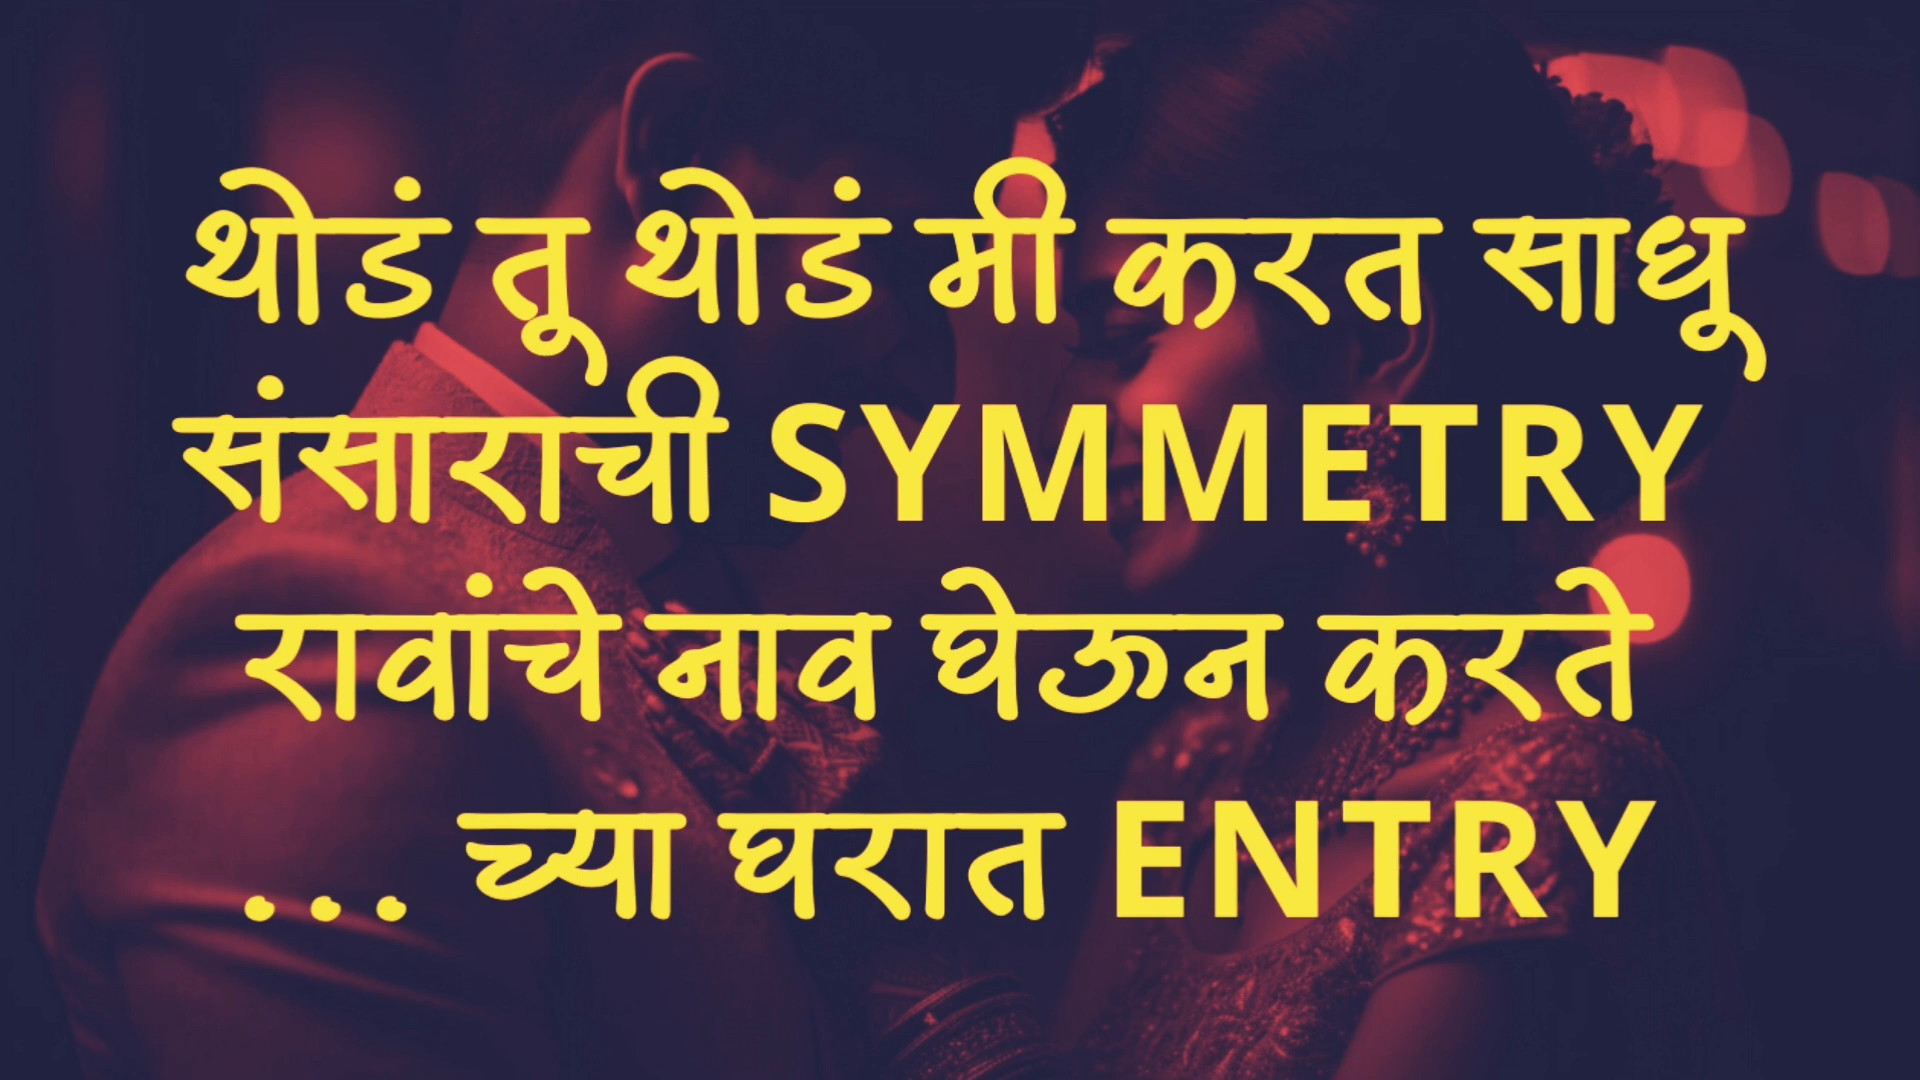 थोडं तु थोडं मी करत साधू
संसाराची SYMMETRY
रावांचे नाव घेऊन करते
... च्या घरात ENTRY